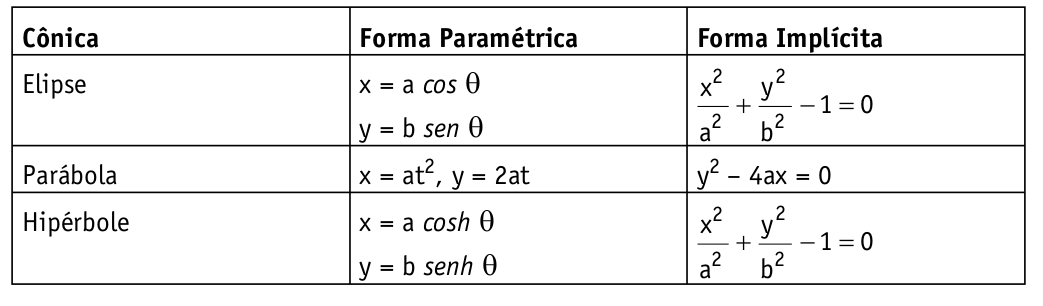 Cônica Forma Paramétrica Forma Implícita
Elipse x = a cos θ x²/a² + y²/b² − 1 = 0
y = b sen θ
Parábola x = at², y = 2at y² – 4ax = 0
Hipérbole x = a cosh θ x²/a² + y²/b² − 1 = 0
y = b senh θ